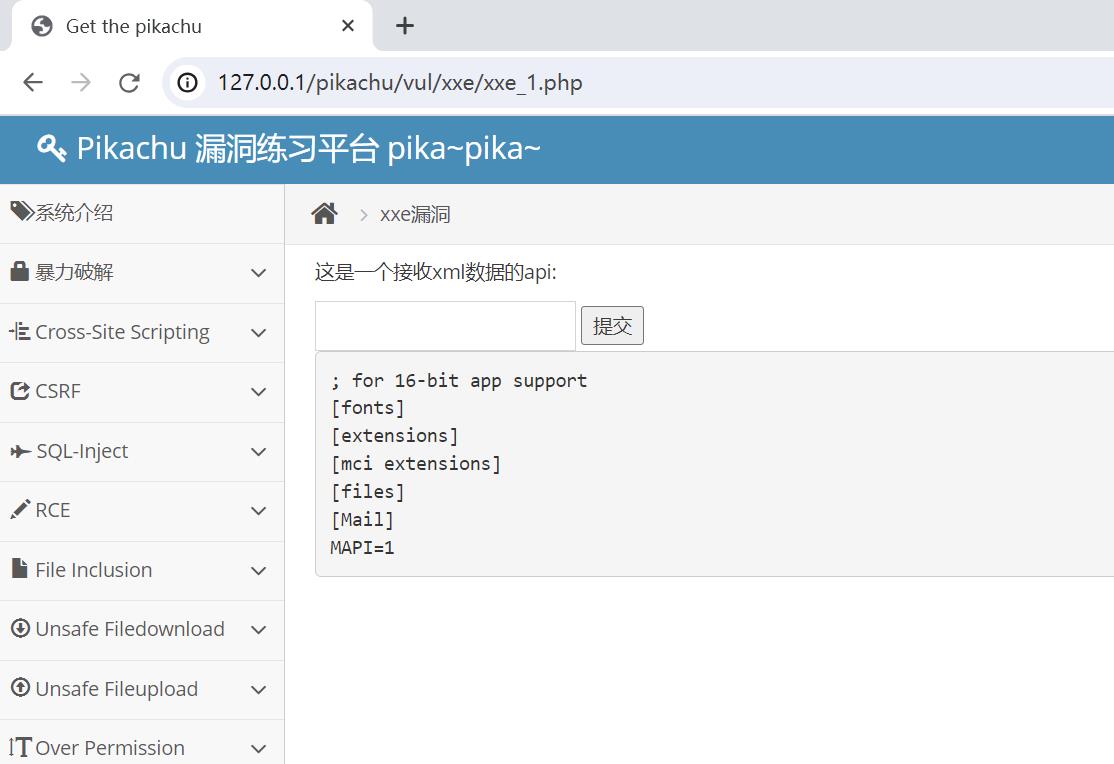 Get the pikachu
127.0.0.1/pikachu/vul/xxe/xxe_1.php
Pikachu 漏洞练习平台 pika~pika~
系统介绍
暴力破解
Cross-Site Scripting
CSRF
SQL-Inject
RCE
File Inclusion
Unsafe Filedownload
Unsafe Fileupload
Over Permission
xxe漏洞
这是一个接收xml数据的api:
提交
; for 16-bit app support
[fonts]
[extensions]
[mci extensions]
[files]
[Mail]
MAPI=1